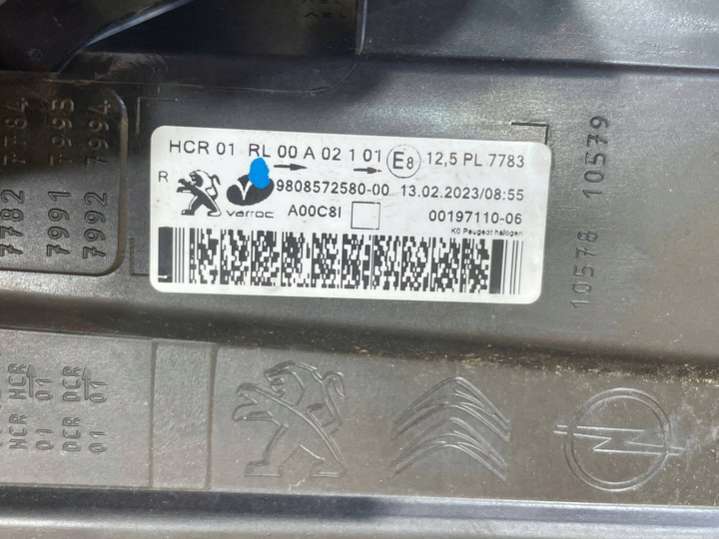 7784
7995
7994
7782
7991
7992
HCR 01 RL 00 A 02 1 01 E8 12,5 PL 7783
R
9808572580-00 13.02.2023/08:55
varroc A00C8I 00197110-06
K0 Peugeot halogen
10578 10579
HCR HCR
01 01
DCR DCR
01 01